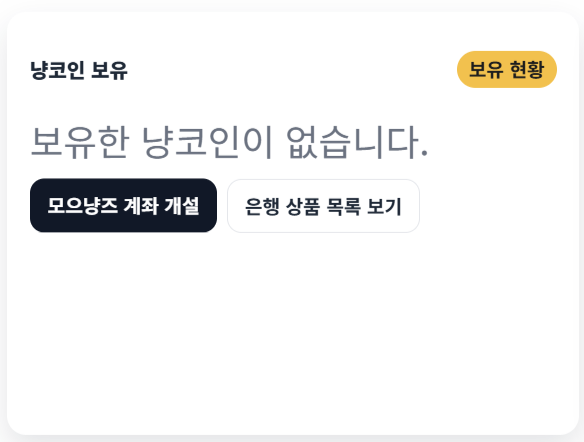 냥코인 보유
보유 현황
보유한 냥코인이 없습니다.
모으냥즈 계좌 개설
은행 상품 목록 보기